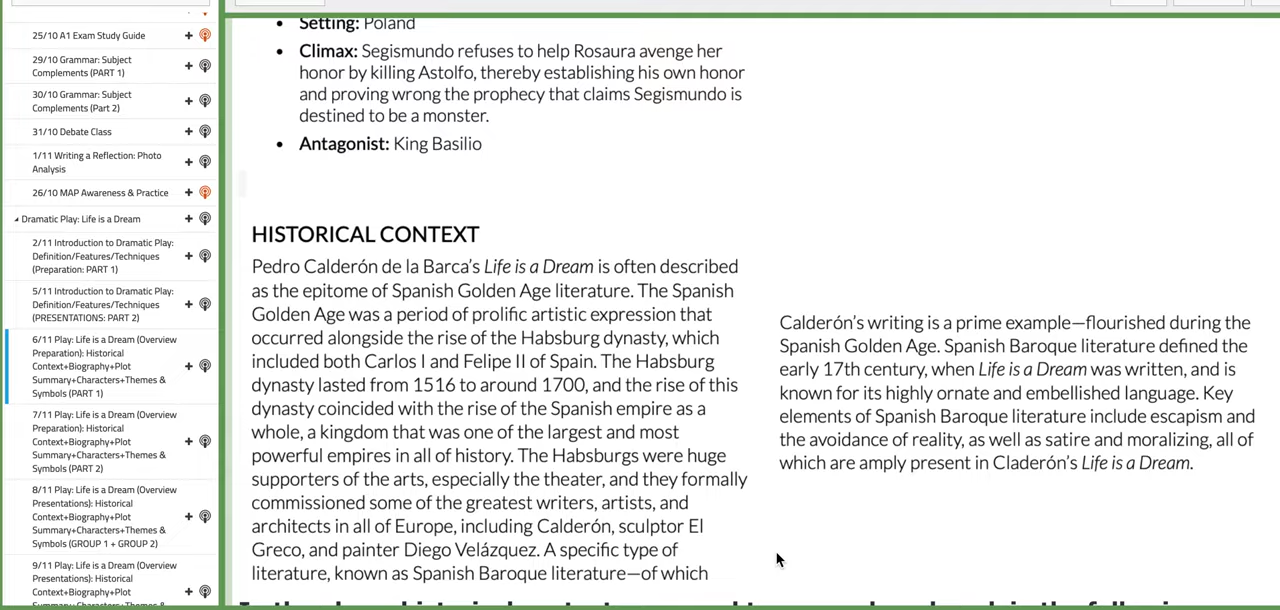 25/10 A1 Exam Study Guide
29/10 Grammar: Subject
Complements (PART 1)
30/10 Grammar: Subject
Complements (Part 2)
31/10 Debate Class
1/11 Writing a Reflection: Photo
Analysis
26/10 MAP Awareness & Practice
Dramatic Play: Life is a Dream
2/11 Introduction to Dramatic Play:
Definition/Features/Techniques
(Preparation: PART 1)
5/11 Introduction to Dramatic Play:
Definition/Features/Techniques
(PRESENTATIONS: PART 2)
6/11 Play: Life is a Dream (Overview
Preparation): Historical
Context+Biography+Plot
Summary+Characters+Themes &
Symbols (PART 1)
7/11 Play: Life is a Dream (Overview
Preparation): Historical
Context+Biography+Plot
Summary+Characters+Themes &
Symbols (PART 2)
8/11 Play: Life is a Dream (Overview
Presentations): Historical
Context+Biography+Plot
Summary+Characters+Themes &
Symbols (GROUP 1 + GROUP 2)
9/11 Play: Life is a Dream (Overview
Presentations): Historical
Context+Biography+Plot
Summary+Characters+Themes &
• Setting: Poland
• Climax: Segismundo refuses to help Rosaura avenge her
honor by killing Astolfo, thereby establishing his own honor
and proving wrong the prophecy that claims Segismundo is
destined to be a monster.
• Antagonist: King Basilio
HISTORICAL CONTEXT
Pedro Calderón de la Barca's Life is a Dream is often described
as the epitome of Spanish Golden Age literature. The Spanish
Golden Age was a period of prolific artistic expression that
occurred alongside the rise of the Habsburg dynasty, which
included both Carlos I and Felipe II of Spain. The Habsburg
dynasty lasted from 1516 to around 1700, and the rise of this
dynasty coincided with the rise of the Spanish empire as a
whole, a kingdom that was one of the largest and most
powerful empires in all of history. The Habsburgs were huge
supporters of the arts, especially the theater, and they formally
commissioned some of the greatest writers, artists, and
architects in all of Europe, including Calderón, sculptor El
Greco, and painter Diego Velázquez. A specific type of
literature, known as Spanish Baroque literature—of which
Calderón's writing is a prime example—flourished during the
Spanish Golden Age. Spanish Baroque literature defined the
early 17th century, when Life is a Dream was written, and is
known for its highly ornate and embellished language. Key
elements of Spanish Baroque literature include escapism and
the avoidance of reality, as well as satire and moralizing, all of
which are amply present in Claderón's Life is a Dream.